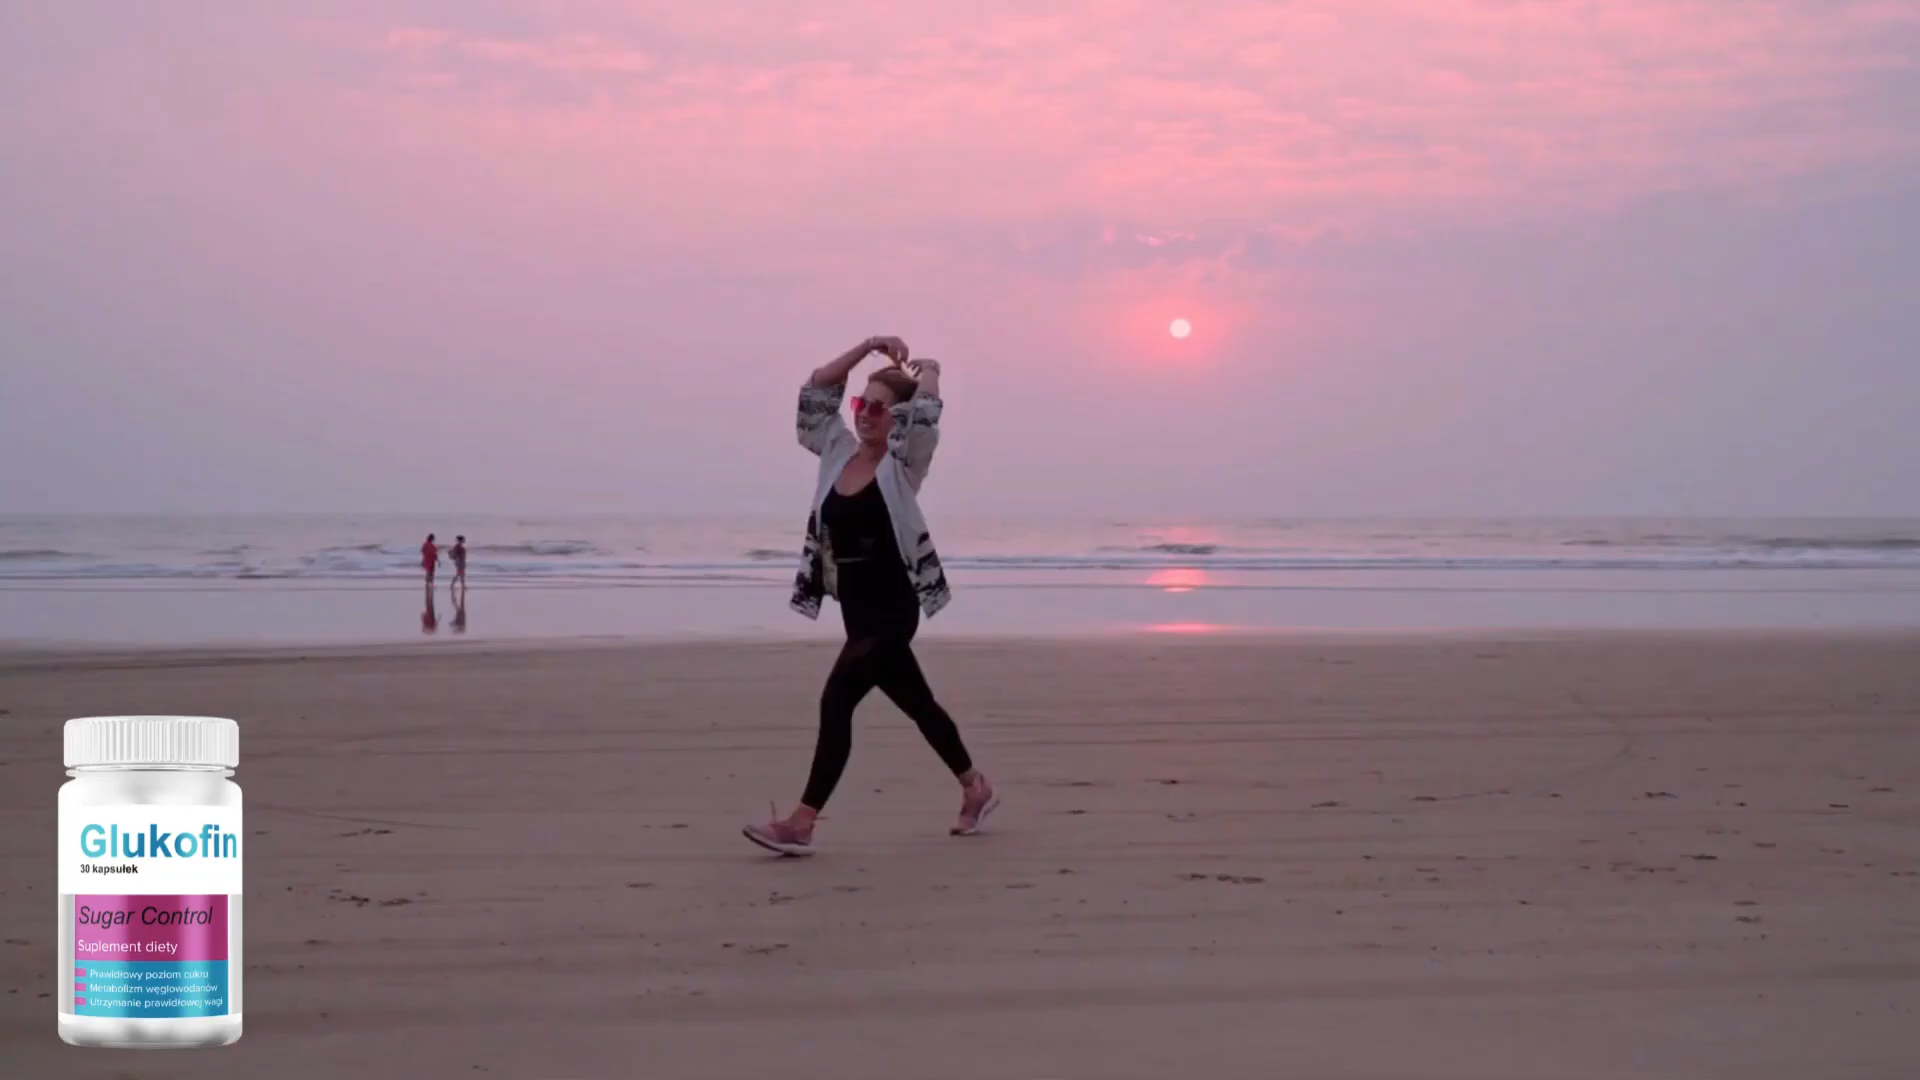 Glukofin
30 kapsułek
Sugar Control
Suplement diety
Prawidłowy poziom cukru
Metabolizm węglowodanów
Utrzymanie prawidłowej wagi